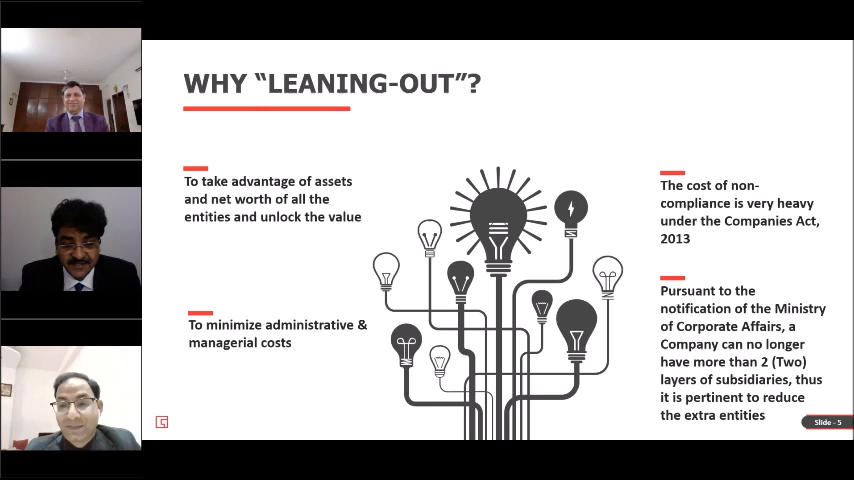 WHY “LEANING-OUT”?
To take advantage of assets
and net worth of all the
entities and unlock the value
To minimize administrative &
managerial costs
The cost of non-
compliance is very heavy
under the Companies Act,
2013
Pursuant to the
notification of the Ministry
of Corporate Affairs, a
Company can no longer
have more than 2 (Two)
layers of subsidiaries, thus
it is pertinent to reduce
the extra entities
Slide - 5